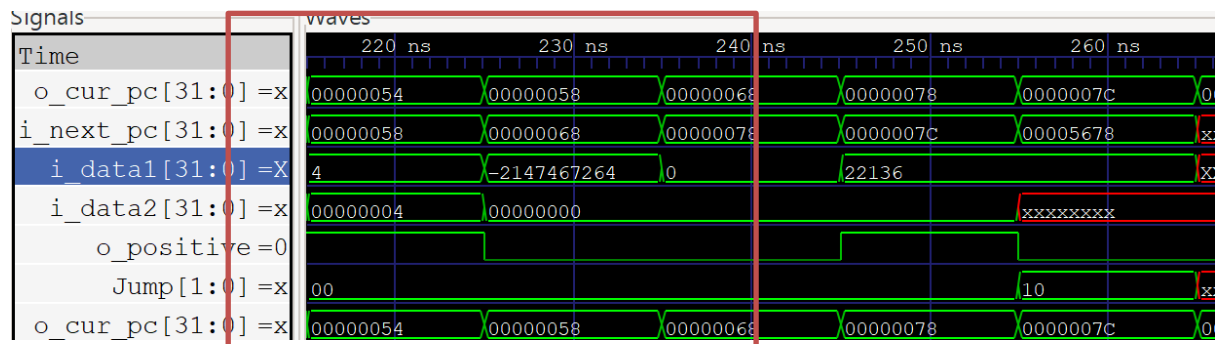 Signals Waves
Time 220 ns 230 ns 240 ns 250 ns 260 ns
o_cur_pc[31:0]=x 00000054 00000058 00000068 00000078 0000007C 0
i_next_pc[31:0]=x 00000058 00000068 00000078 0000007C 00005678 x
i_data1[31:0]=X 4 -2147467264 0 22136 X
i_data2[31:0]=x 00000004 00000000 xxxxxxxx
o_positive=0
Jump[1:0]=x 00 10 x
o_cur_pc[31:0]=x 00000054 00000058 00000068 00000078 0000007C 0